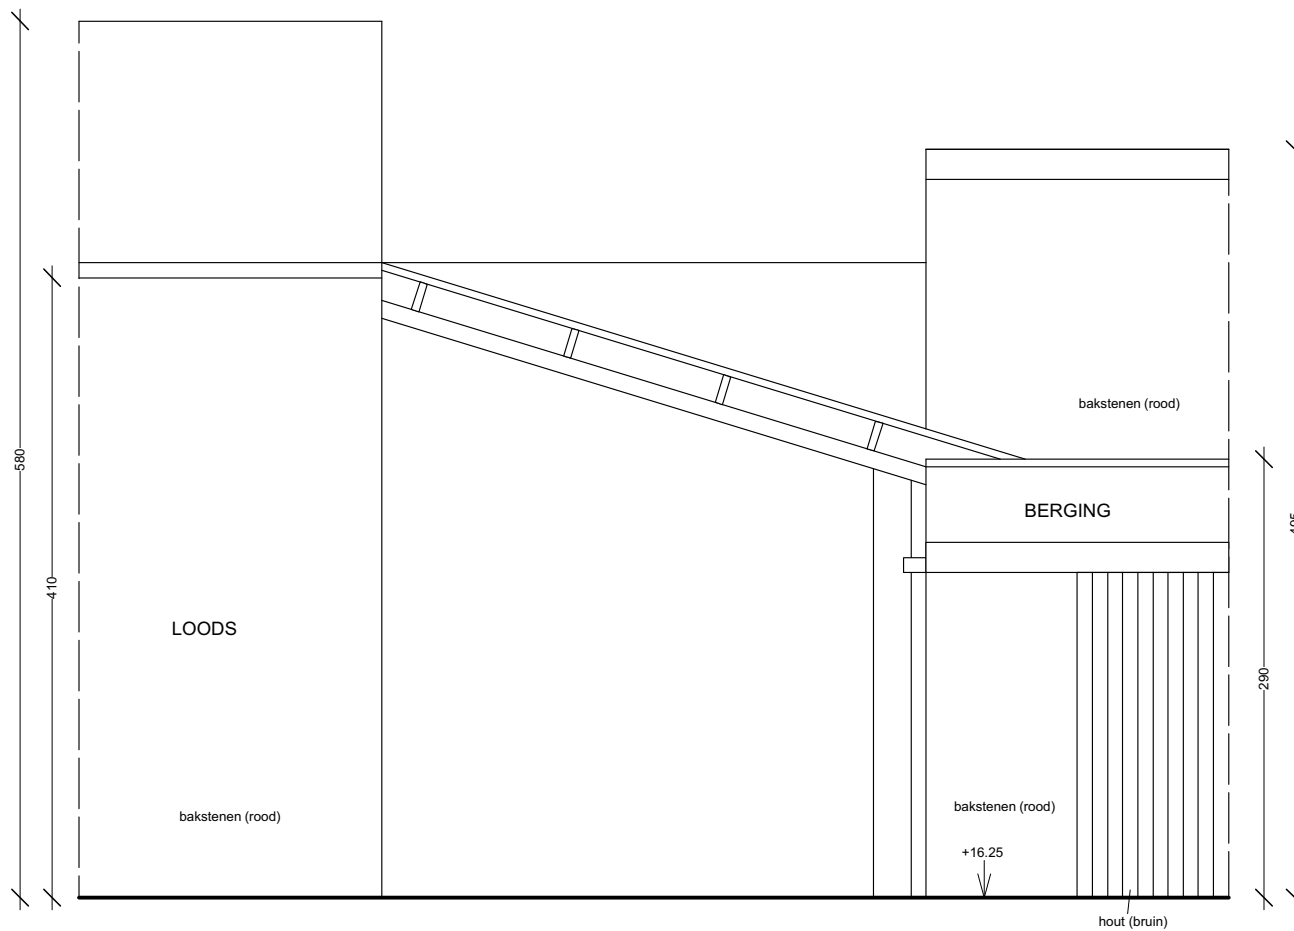 580
410
LOODS
bakstenen (rood)
bakstenen (rood)
BERGING
290
bakstenen (rood)
+16.25
hout (bruin)